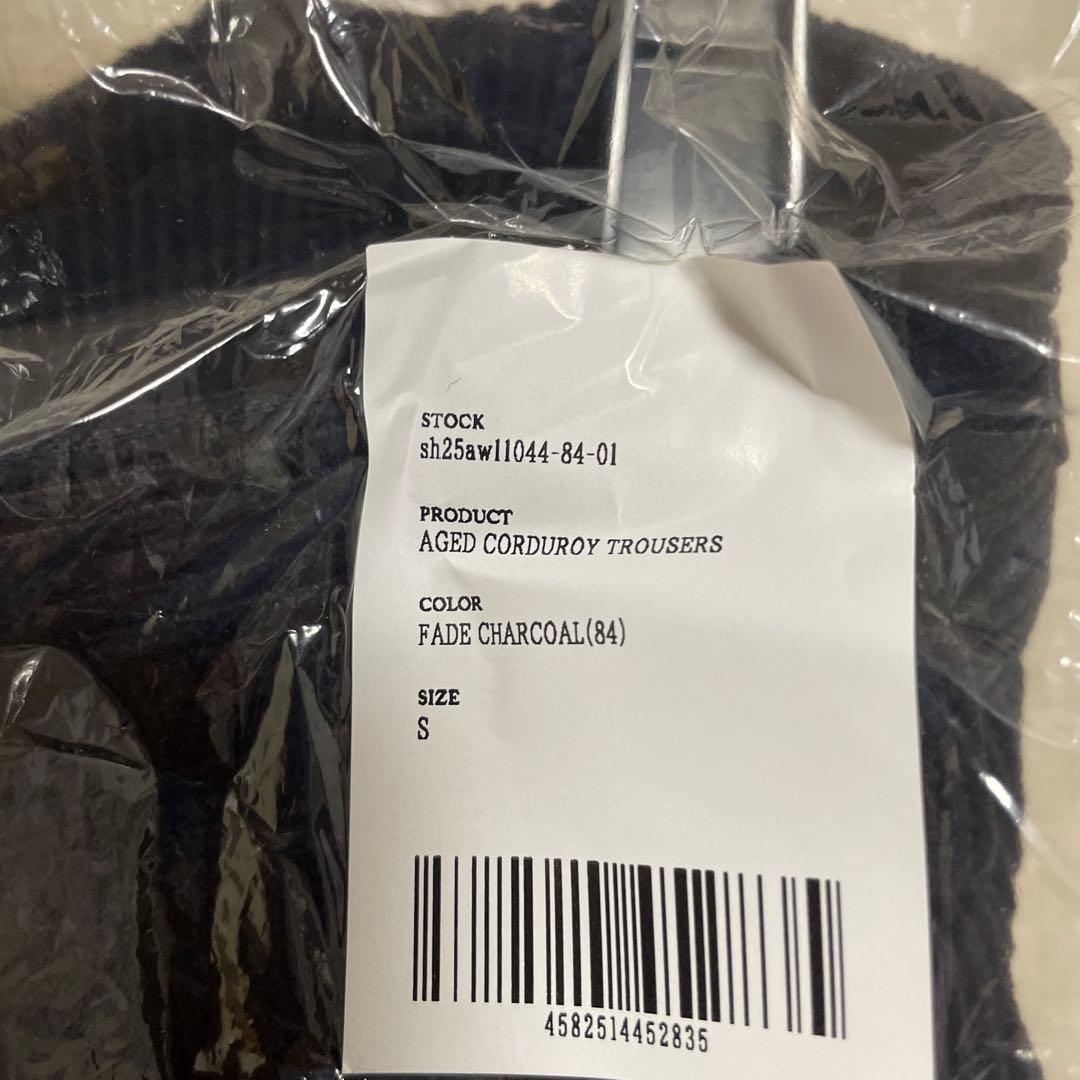 STOCK
sh25aw11044-84-01
PRODUCT
AGED CORDUROY TROUSERS
COLOR
FADE CHARCOAL(84)
SIZE
S
4582514452835